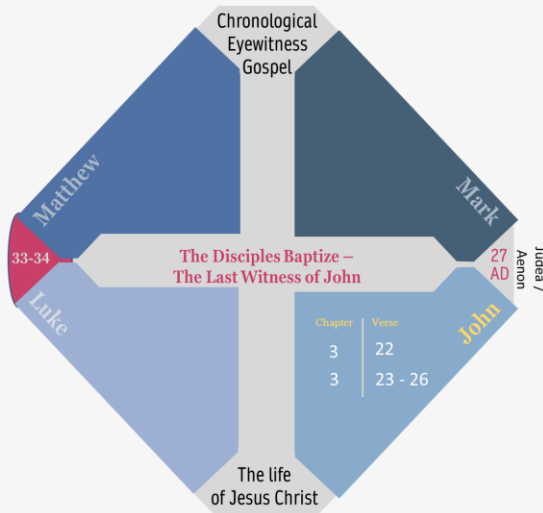 Chronological
Eyewitness
Gospel
Matthew
Mark
33-34
The Disciples Baptize –
The Last Witness of John
27
AD
Judea /
Aenon
Luke
John
Chapter Verse
3 22
3 23 - 26
The life
of Jesus Christ